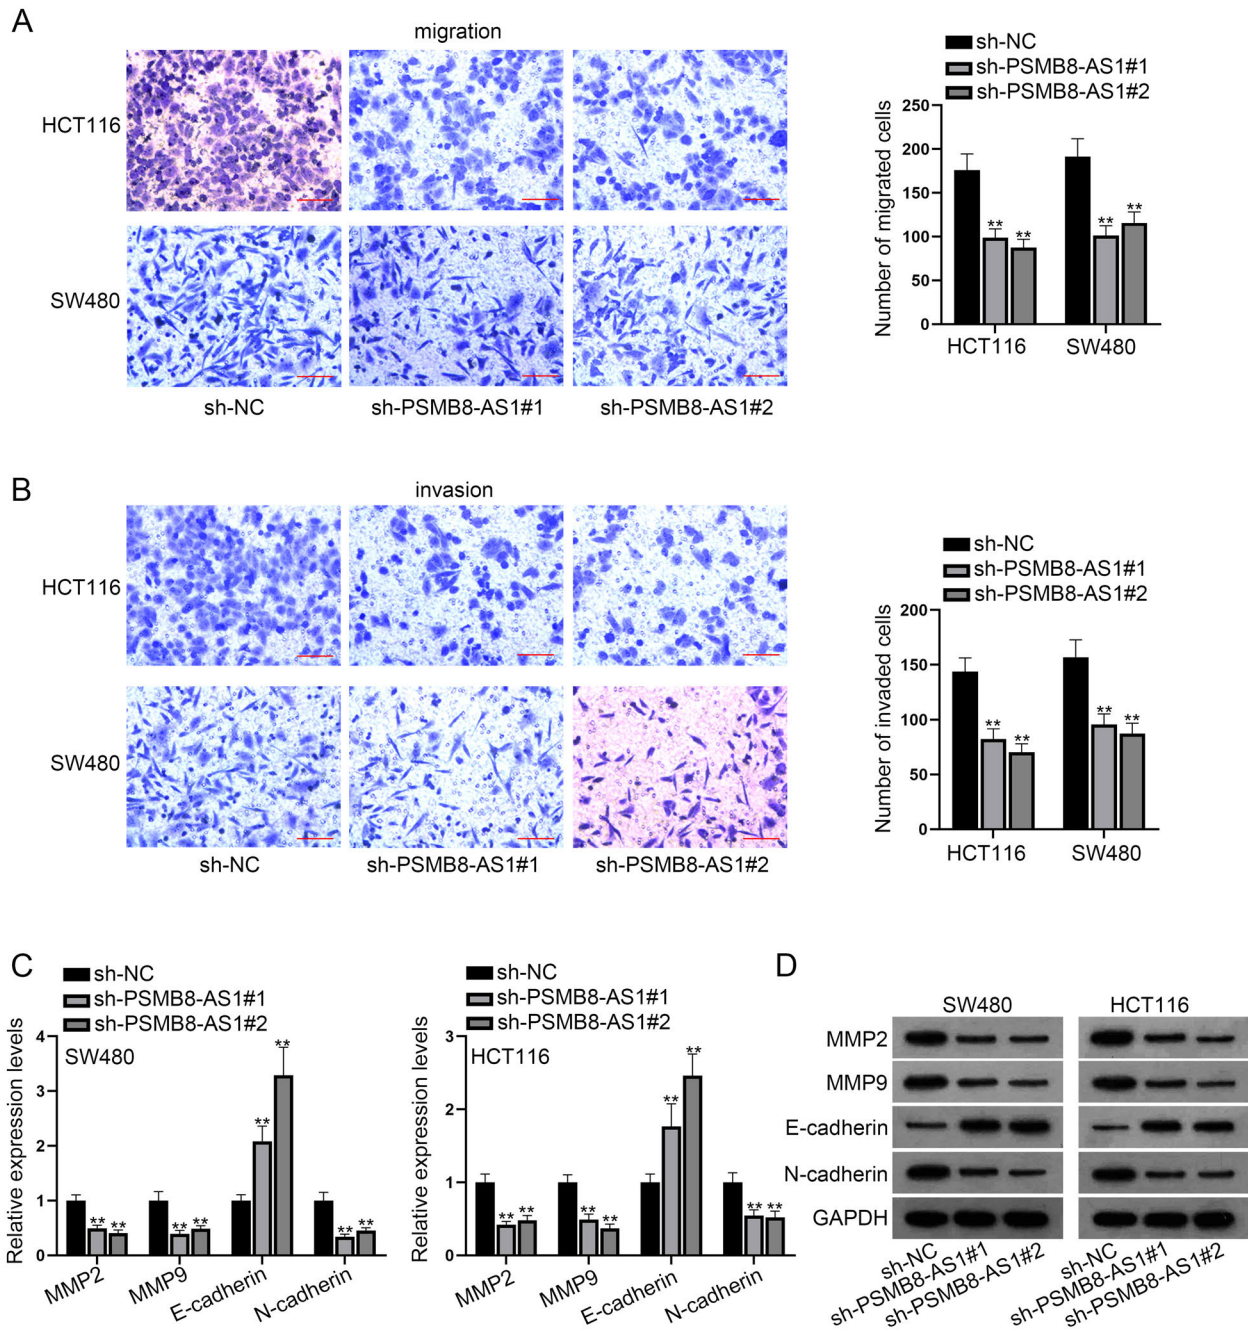 A
migration
HCT116
SW480
sh-NC
sh-PSMB8-AS1#1
sh-PSMB8-AS1#2
sh-NC
sh-PSMB8-AS1#1
sh-PSMB8-AS1#2
Number of migrated cells
250
200
150
100
50
0
** ** ** **
HCT116 SW480
B
invasion
HCT116
SW480
sh-NC
sh-PSMB8-AS1#1
sh-PSMB8-AS1#2
sh-NC
sh-PSMB8-AS1#1
sh-PSMB8-AS1#2
Number of invaded cells
200
150
100
50
0
** ** ** **
HCT116 SW480
C
sh-NC
sh-PSMB8-AS1#1
sh-PSMB8-AS1#2
SW480
Relative expression levels
4
3
2
1
0
** ** ** ** ** ** ** **
MMP2 MMP9 E-cadherin N-cadherin
sh-NC
sh-PSMB8-AS1#1
sh-PSMB8-AS1#2
HCT116
Relative expression levels
3
2
1
0
** ** ** ** ** ** ** **
MMP2 MMP9 E-cadherin N-cadherin
D
SW480 HCT116
MMP2
MMP9
E-cadherin
N-cadherin
GAPDH
sh-NC
sh-PSMB8-AS1#1
sh-PSMB8-AS1#2
sh-NC
sh-PSMB8-AS1#1
sh-PSMB8-AS1#2